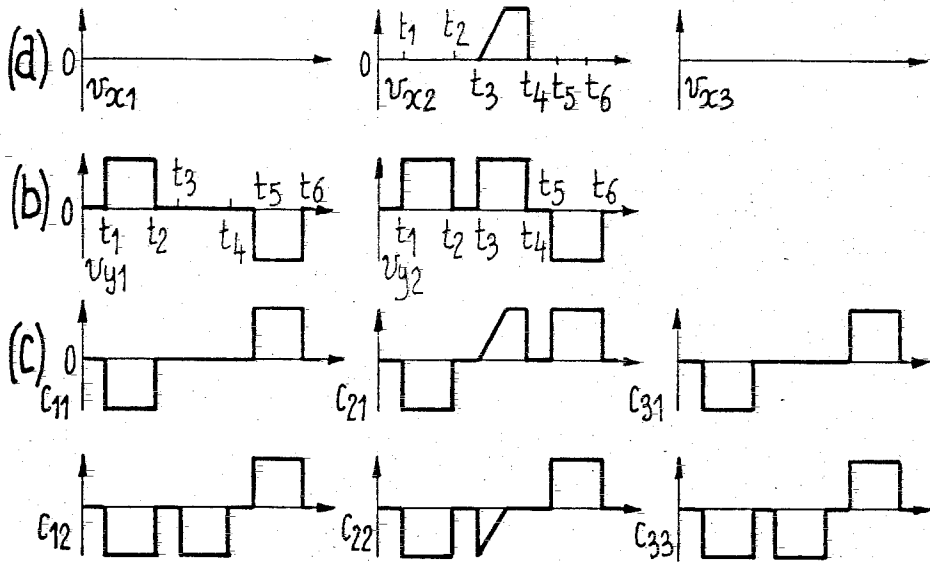 (a) 0 t1 t2
vx1 0 vx2 t3 t4 t5 t6 vx3
(b) 0 t3 t5 t6 t5 t6
t1 t2 t4 t1 t2 t3 t4
vy1 vy2
(c) 0
c11 c21 c31
c12 c22 c33